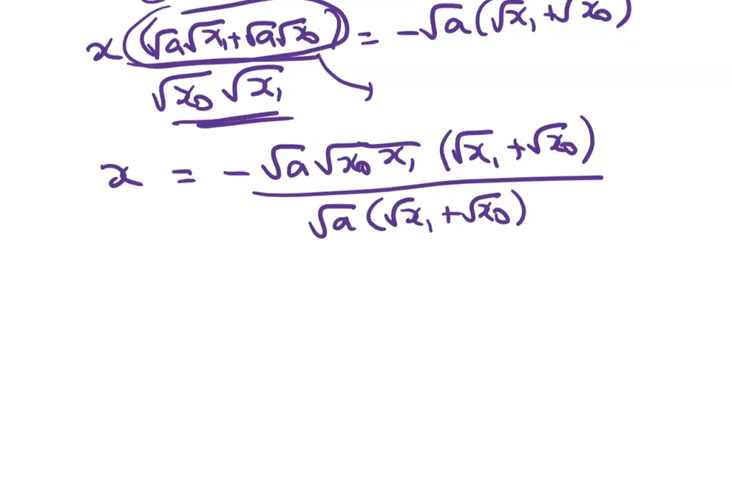 x(√a√x₁+√a√x₀) = -√a(√x₁+√x₀)
√x₀ √x₁
x = -√a√x₀x₁ (√x₁+√x₀)
√a(√x₁+√x₀)